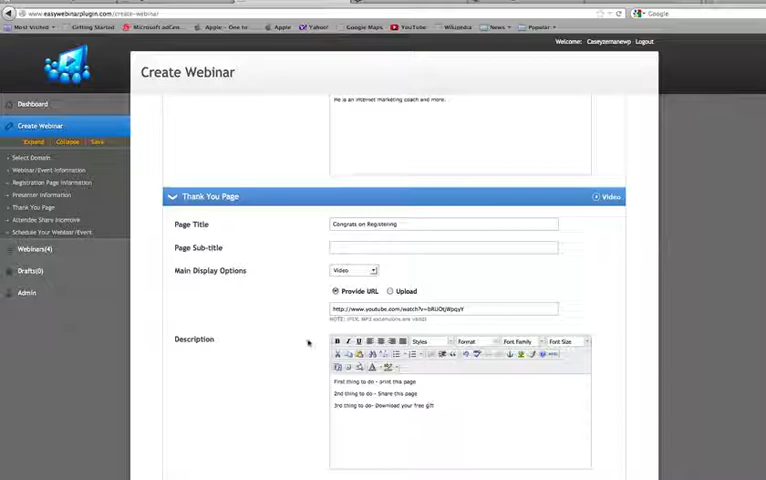 www.easywebinarplugin.com/create-webinar/
Google
Most Visited
Getting Started
Apple
Yahoo!
Google Maps
YouTube
Wikipedia
News
Popular
Welcome: Caseyzemanewp Logout
Create Webinar
Dashboard
Create Webinar
Expand Collapse Save
Select Domain
Webinar/Event Information
Registration Page Information
Presenter Information
Thank You Page
Attendee Share Incentive
Schedule Your Webinar/Event
Webinars(4)
Drafts(0)
Admin
He is an internet marketing coach and more.
Thank You Page
Video
Page Title
Congrats on Registering
Page Sub-title
Main Display Options
Video
Provide URL
Upload
Description
Styles
Format
Font Family
Font Size
First thing to do - print this page
2nd thing to do - Share this page
3rd thing to do- Download your free gift